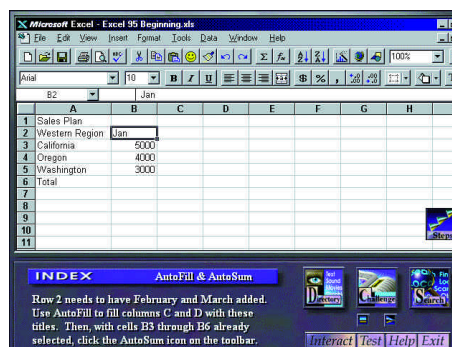 Microsoft Excel - Excel 95 Beginning.xls
File Edit View Insert Format Tools Data Window Help
100%
Arial 10 B I U $ % ,
B2 Jan
A B C D E F G H
1 Sales Plan
2 Western Region Jan
3 California 5000
4 Oregon 4000
5 Washington 3000
6 Total
7
8
9
10
11
Steps
INDEX AutoFill & AutoSum
Row 2 needs to have February and March added.
Use AutoFill to fill columns C and D with these
titles. Then, with cells B3 through B6 already
selected, click the AutoSum icon on the toolbar.
Text
Sound
Movies
Directory Challenge Search
Interact Test Help Exit